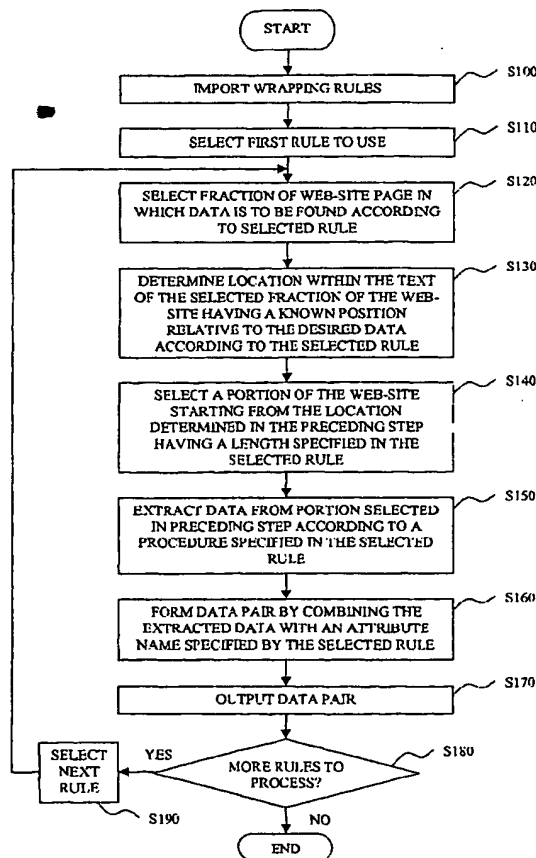 START
IMPORT WRAPPING RULES
S100
SELECT FIRST RULE TO USE
S110
SELECT FRACTION OF WEB-SITE PAGE IN
WHICH DATA IS TO BE FOUND ACCORDING
TO SELECTED RULE
S120
DETERMINE LOCATION WITHIN THE TEXT
OF THE SELECTED FRACTION OF THE WEB-
SITE HAVING A KNOWN POSITION
RELATIVE TO THE DESIRED DATA
ACCORDING TO THE SELECTED RULE
S130
SELECT A PORTION OF THE WEB-SITE
STARTING FROM THE LOCATION
DETERMINED IN THE PRECEDING STEP
HAVING A LENGTH SPECIFIED IN THE
SELECTED RULE
S140
EXTRACT DATA FROM PORTION SELECTED
IN PRECEDING STEP ACCORDING TO A
PROCEDURE SPECIFIED IN THE SELECTED
RULE
S150
FORM DATA PAIR BY COMBINING THE
EXTRACTED DATA WITH AN ATTRIBUTE
NAME SPECIFIED BY THE SELECTED RULE
S160
OUTPUT DATA PAIR
S170
MORE RULES TO
PROCESS?
S180
YES
SELECT
NEXT
RULE
S190
NO
END